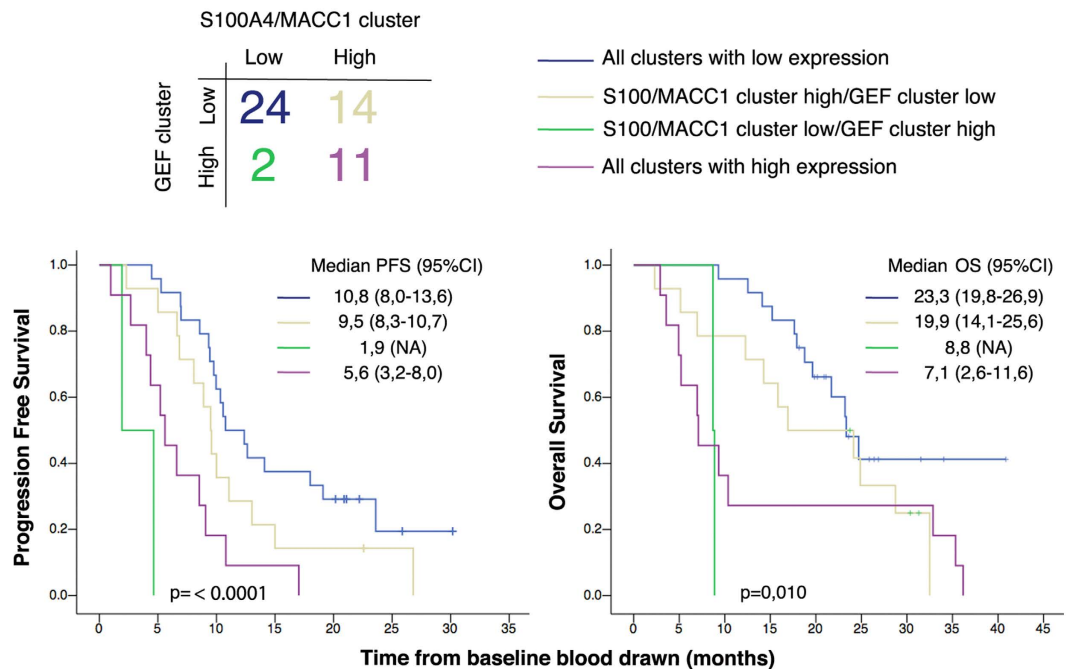 S100A4/MACC1 cluster
Low High
GEF cluster
Low 24 14
High 2 11
All clusters with low expression
S100/MACC1 cluster high/GEF cluster low
S100/MACC1 cluster low/GEF cluster high
All clusters with high expression
Progression Free Survival
Median PFS (95%CI)
10,8 (8,0-13,6)
9,5 (8,3-10,7)
1,9 (NA)
5,6 (3,2-8,0)
1.0
0.8
0.6
0.4
0.2
0.0
p=< 0.0001
0 5 10 15 20 25 30 35
Overall Survival
Median OS (95%CI)
23,3 (19,8-26,9)
19,9 (14,1-25,6)
8,8 (NA)
7,1 (2,6-11,6)
1.0
0.8
0.6
0.4
0.2
0.0
p=0,010
0 5 10 15 20 25 30 35 40 45
Time from baseline blood drawn (months)